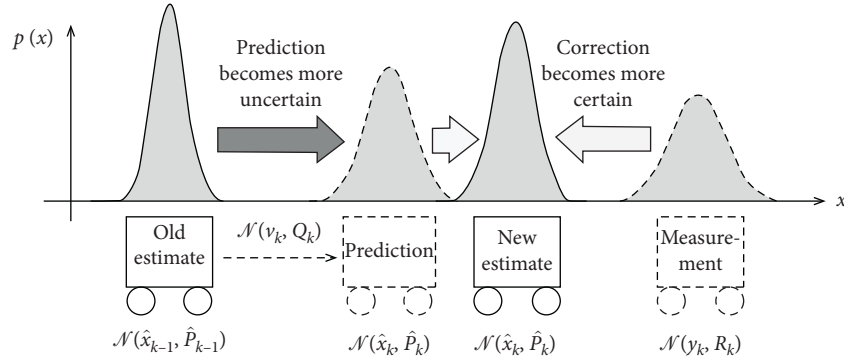 p (x)
Prediction
becomes more
uncertain
Correction
becomes more
certain
x
Old
estimate
𝒩(v_k, Q_k)
Prediction
New
estimate
Measure-
ment
𝒩(x̂_{k–1}, P̂_{k–1})
𝒩(x̂_k, P̂_k)
𝒩(x̂_k, P̂_k)
𝒩(y_k, R_k)